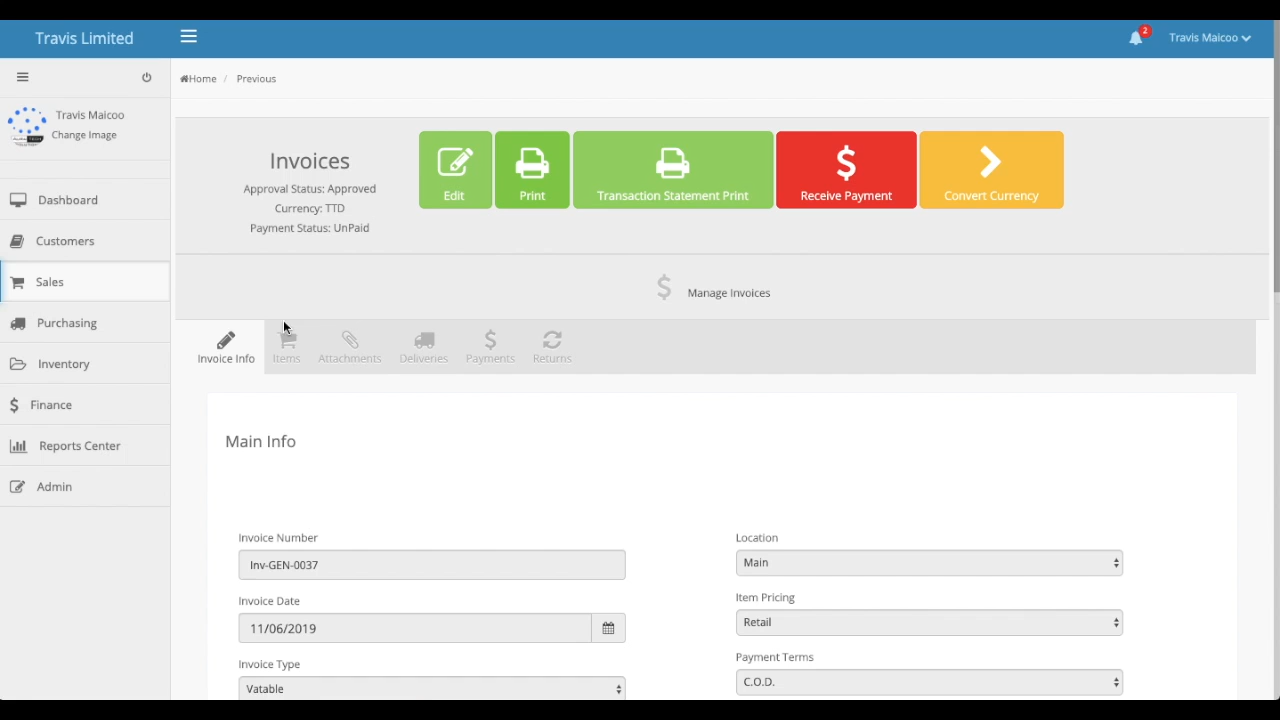 Travis Limited
2
Travis Maicoo
Home / Previous
Travis Maicoo
Change Image
Dashboard
Customers
Sales
Purchasing
Inventory
Finance
Reports Center
Admin
Invoices
Approval Status: Approved
Currency: TTD
Payment Status: UnPaid
Edit
Print
Transaction Statement Print
Receive Payment
Convert Currency
Manage Invoices
Invoice Info
Items
Attachments
Deliveries
Payments
Returns
Main Info
Invoice Number
Inv-GEN-0037
Invoice Date
11/06/2019
Invoice Type
Vatable
Location
Main
Item Pricing
Retail
Payment Terms
C.O.D.